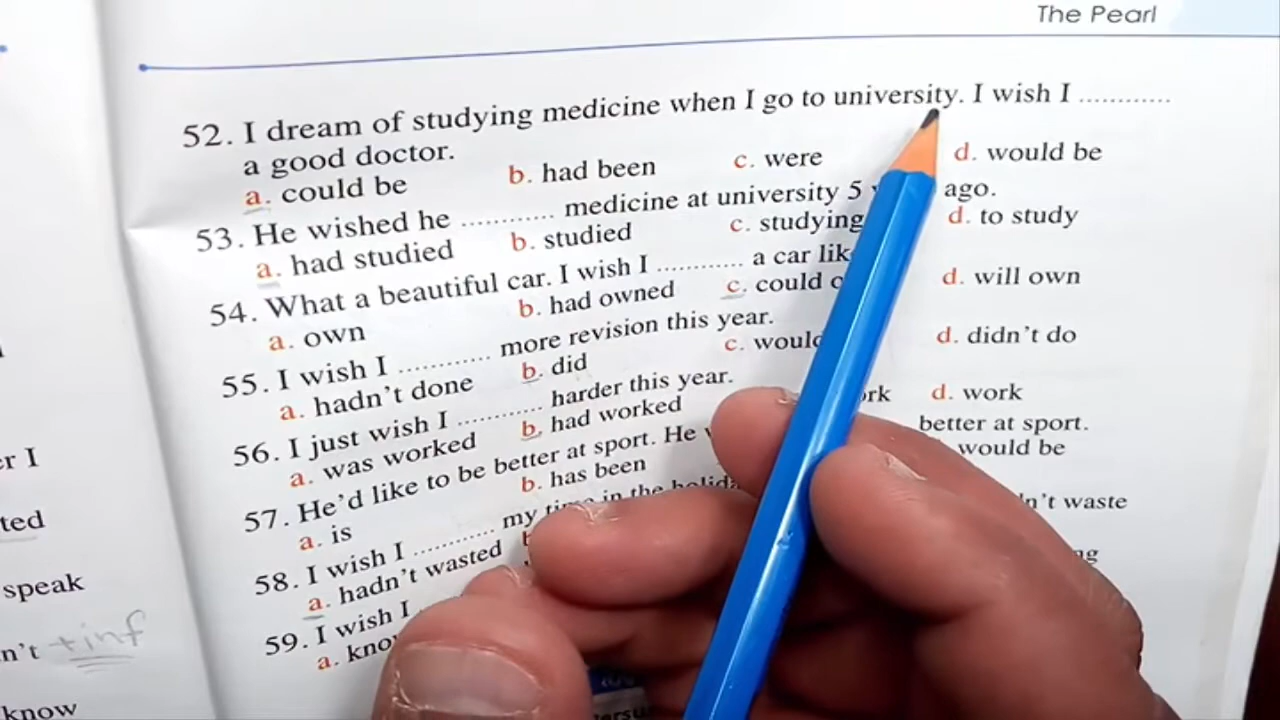 The Pearl
52. I dream of studying medicine when I go to university. I wish I ............
a good doctor.
a. could be b. had been c. were d. would be
53. He wished he ............ medicine at university 5 ago.
a. had studied b. studied c. studying d. to study
54. What a beautiful car. I wish I ............ a car
a. own b. had owned c. could d. will own
55. I wish I ............ more revision this year.
a. hadn't done b. did c. d. didn't do
56. I just wish I ............ harder this year.
a. was worked b. had worked d. work
57. He'd like to be better at sport. He better at sport.
a. is b. has been would be
58. I wish I ............ my time in the
a. hadn't wasted waste
59. I wish I
a.
er I
ted
speak
n't + inf
know